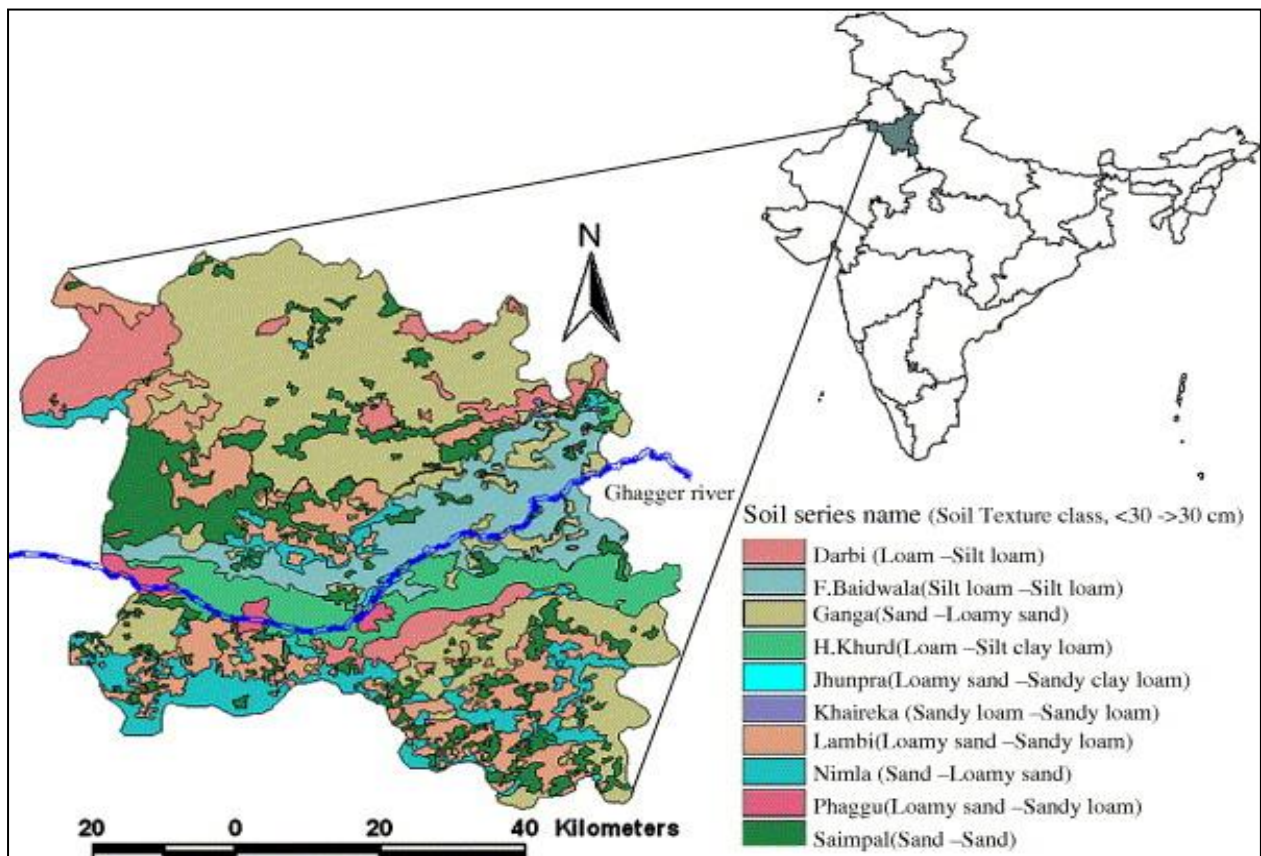 N
Ghagger river
Soil series name (Soil Texture class, <30 ->30 cm)
Darbi (Loam –Silt loam)
F.Baidwala(Silt loam –Silt loam)
Ganga(Sand –Loamy sand)
H.Khurd(Loam –Silt clay loam)
Jhunpra(Loamy sand –Sandy clay loam)
Khaireka (Sandy loam –Sandy loam)
Lambi(Loamy sand –Sandy loam)
Nimla (Sand –Loamy sand)
Phaggu(Loamy sand –Sandy loam)
Saimpal(Sand –Sand)
20 0 20 40 Kilometers